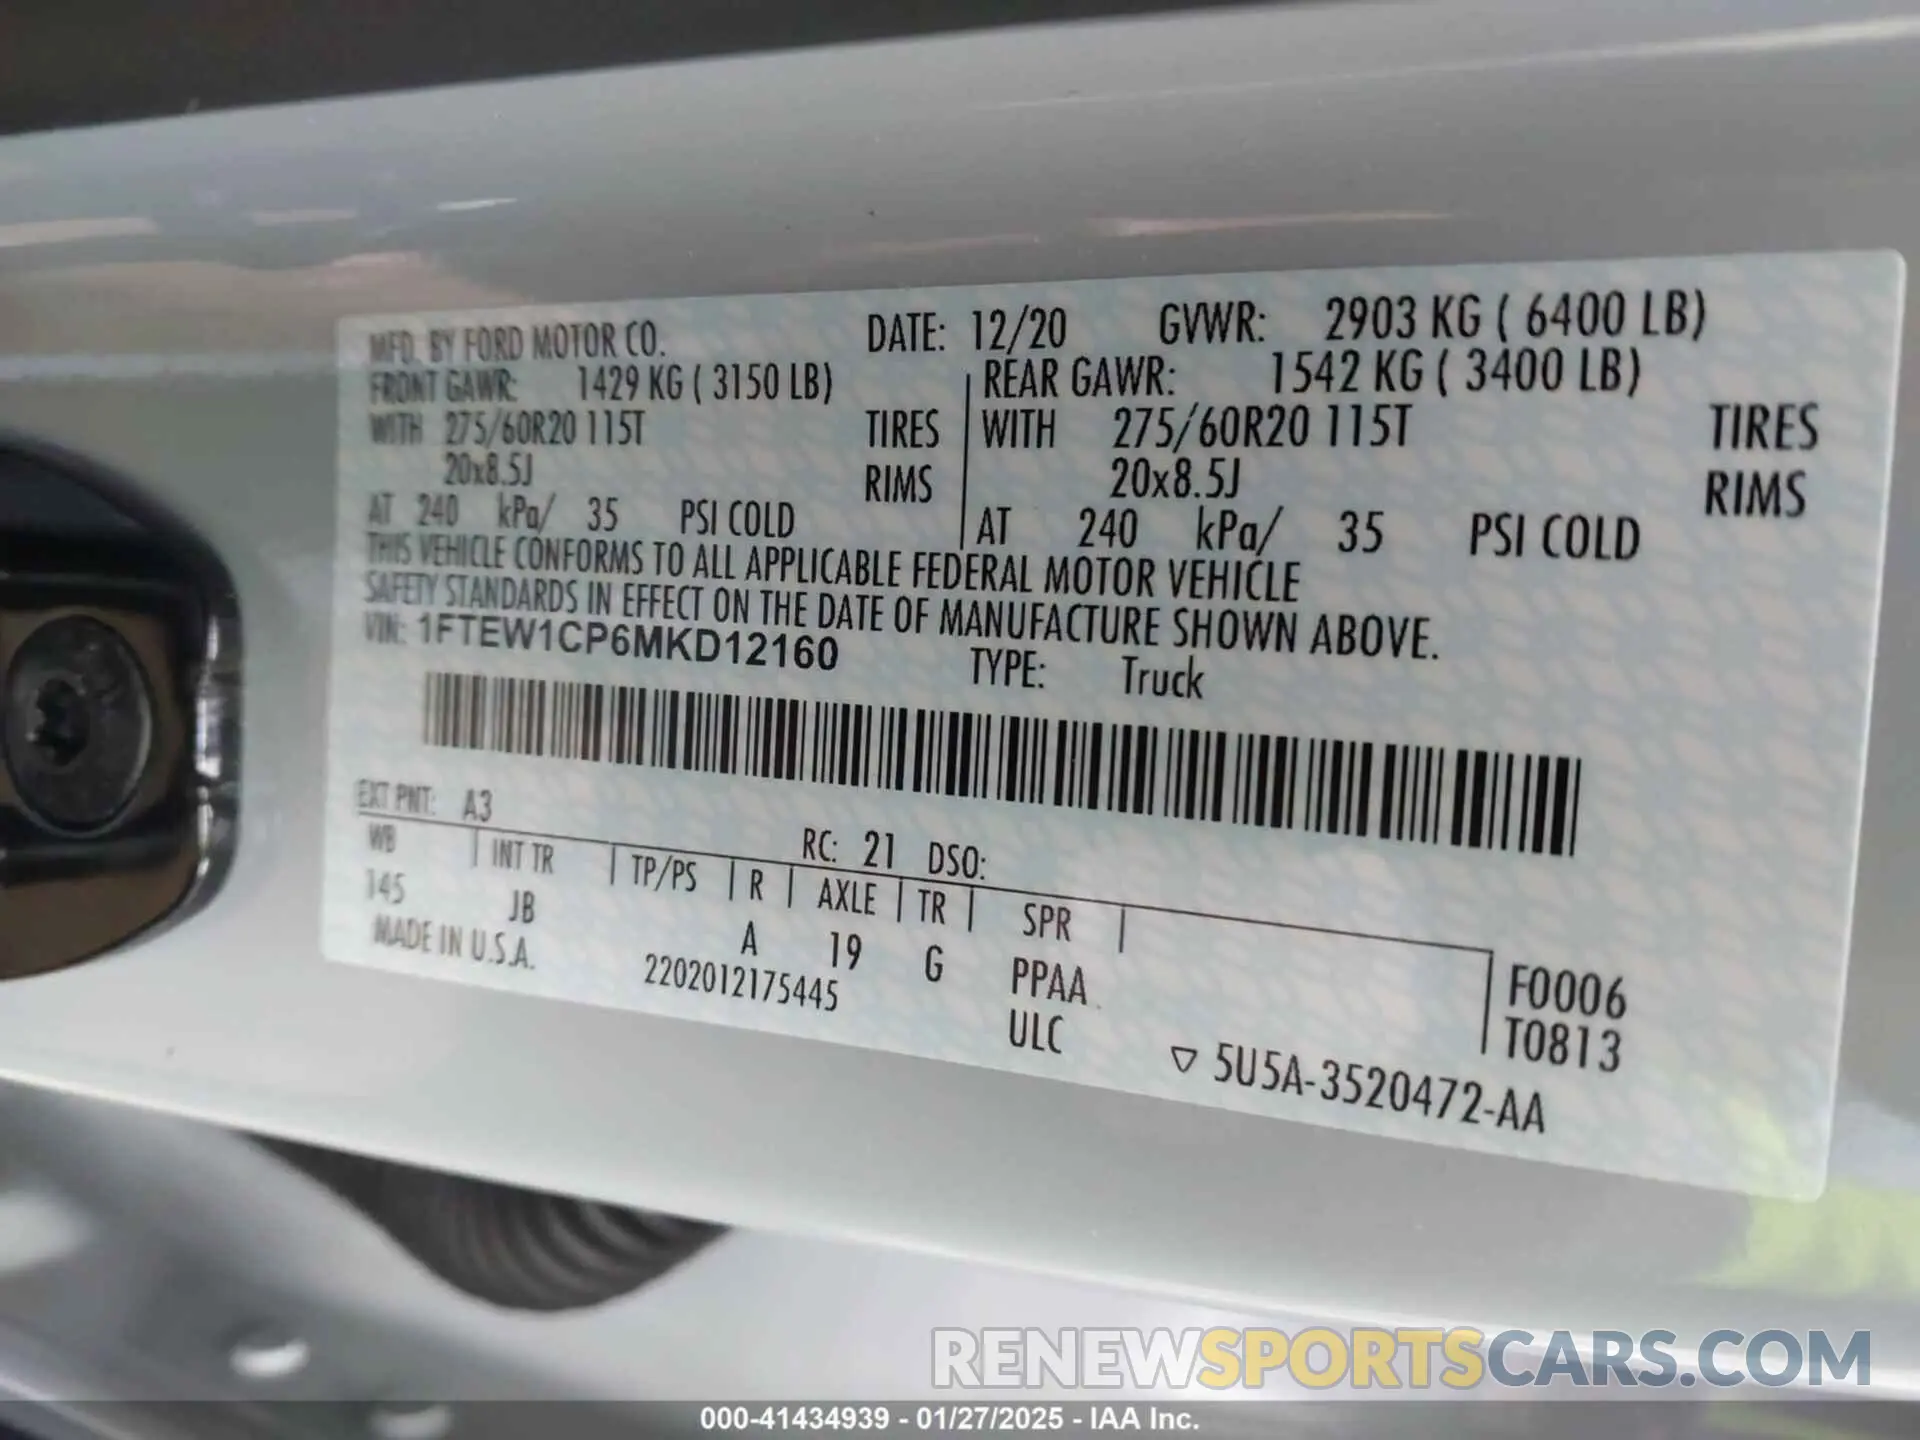 MFD. BY FORD MOTOR CO. DATE: 12/20 GVWR: 2903 KG ( 6400 LB)
FRONT GAWR: 1429 KG ( 3150 LB) REAR GAWR: 1542 KG ( 3400 LB)
WITH 275/60R20 115T TIRES WITH 275/60R20 115T TIRES
20x8.5J RIMS 20x8.5J RIMS
AT 240 kPa/ 35 PSI COLD AT 240 kPa/ 35 PSI COLD
THIS VEHICLE CONFORMS TO ALL APPLICABLE FEDERAL MOTOR VEHICLE
SAFETY STANDARDS IN EFFECT ON THE DATE OF MANUFACTURE SHOWN ABOVE.
VIN: 1FTEW1CP6MKD12160 TYPE: Truck
EXT PNT: A3 RC: 21 DSO:
WB INT TR TP/PS R AXLE TR SPR
145 JB A 19 G PPAA F0006
MADE IN U.S.A. 2202012175445 ULC T0813
▽ 5U5A-3520472-AA
RENEWSPORTSCARS.COM
000-41434939 - 01/27/2025 - IAA Inc.